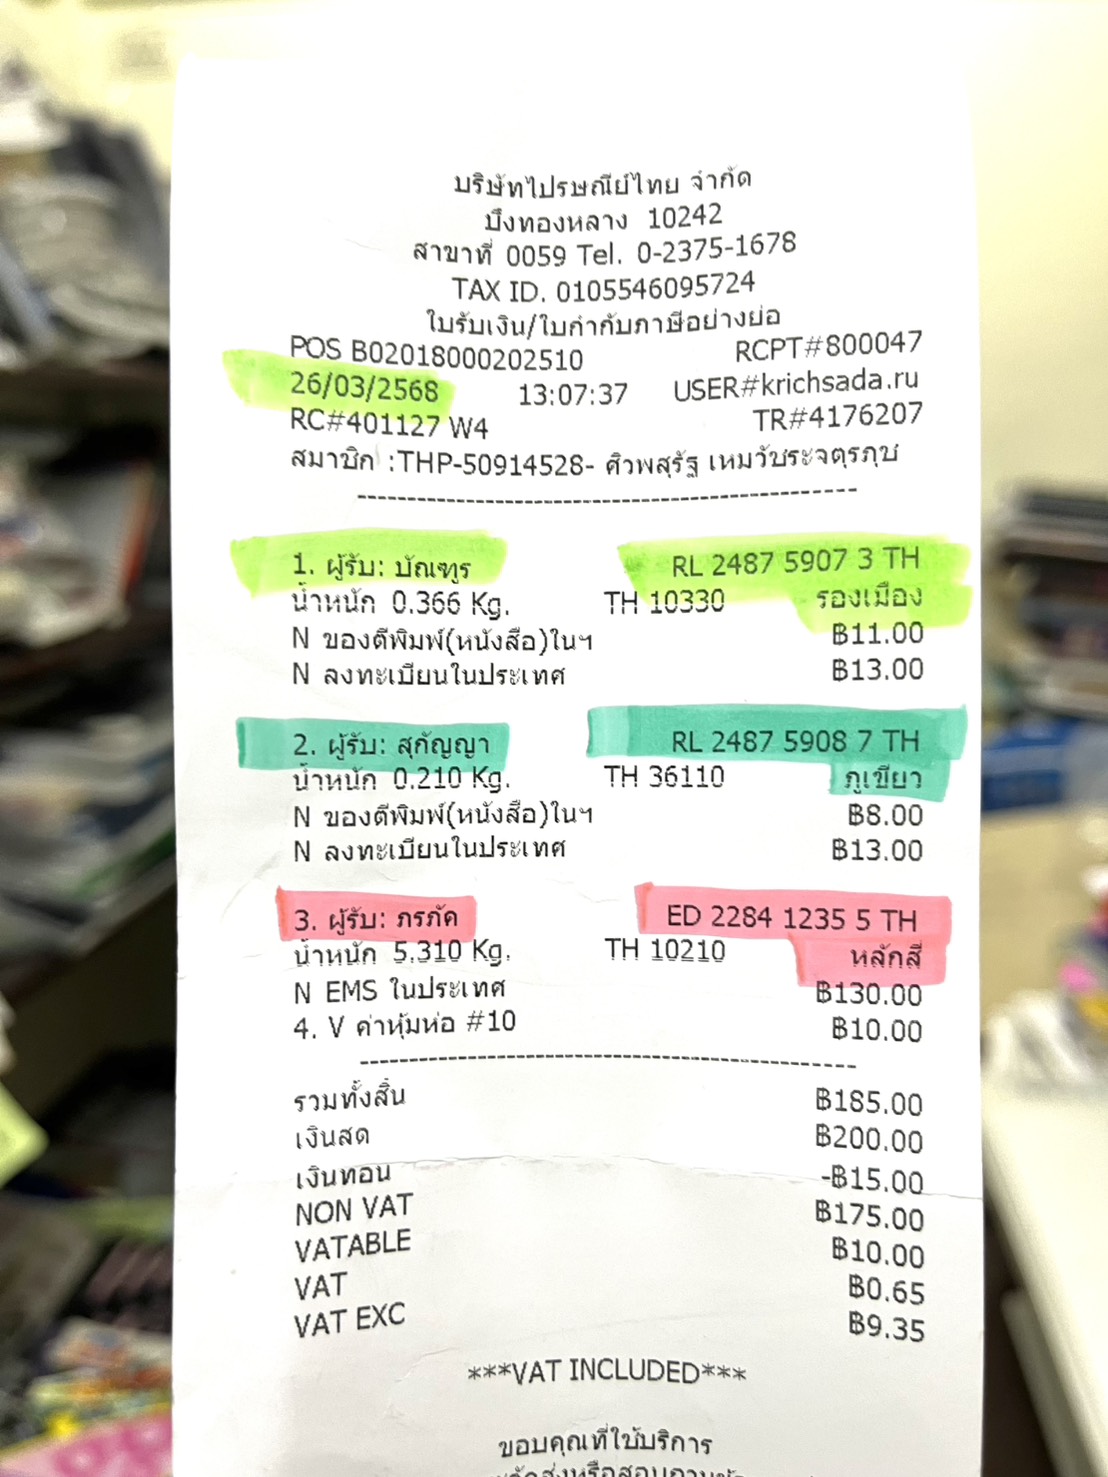 บริษัทไปรษณีย์ไทย จำกัด
บึงทองหลาง 10242
สาขาที่ 0059 Tel. 0-2375-1678
TAX ID. 0105546095724
ใบรับเงิน/ใบกำกับภาษีอย่างย่อ
POS B02018000202510 RCPT#800047
26/03/2568 13:07:37 USER#krichsada.ru
RC#401127 W4 TR#4176207
สมาชิก :THP-50914528- ศิวพสุรัฐ เหมวัชระจตุรภุช
1. ผู้รับ: บัณฑูร RL 2487 5907 3 TH
น้ำหนัก 0.366 Kg. TH 10330 รองเมือง
N ของตีพิมพ์(หนังสือ)ในฯ ฿11.00
N ลงทะเบียนในประเทศ ฿13.00
2. ผู้รับ: สุกัญญา RL 2487 5908 7 TH
น้ำหนัก 0.210 Kg. TH 36110 ภูเขียว
N ของตีพิมพ์(หนังสือ)ในฯ ฿8.00
N ลงทะเบียนในประเทศ ฿13.00
3. ผู้รับ: ภรภัค ED 2284 1235 5 TH
น้ำหนัก 5.310 Kg. TH 10210 หลักสี่
N EMS ในประเทศ ฿130.00
4. V ค่าหุ้มห่อ #10 ฿10.00
รวมทั้งสิ้น ฿185.00
เงินสด ฿200.00
เงินทอน -฿15.00
NON VAT ฿175.00
VATABLE ฿10.00
VAT ฿0.65
VAT EXC ฿9.35
***VAT INCLUDED***
ขอบคุณที่ใช้บริการ